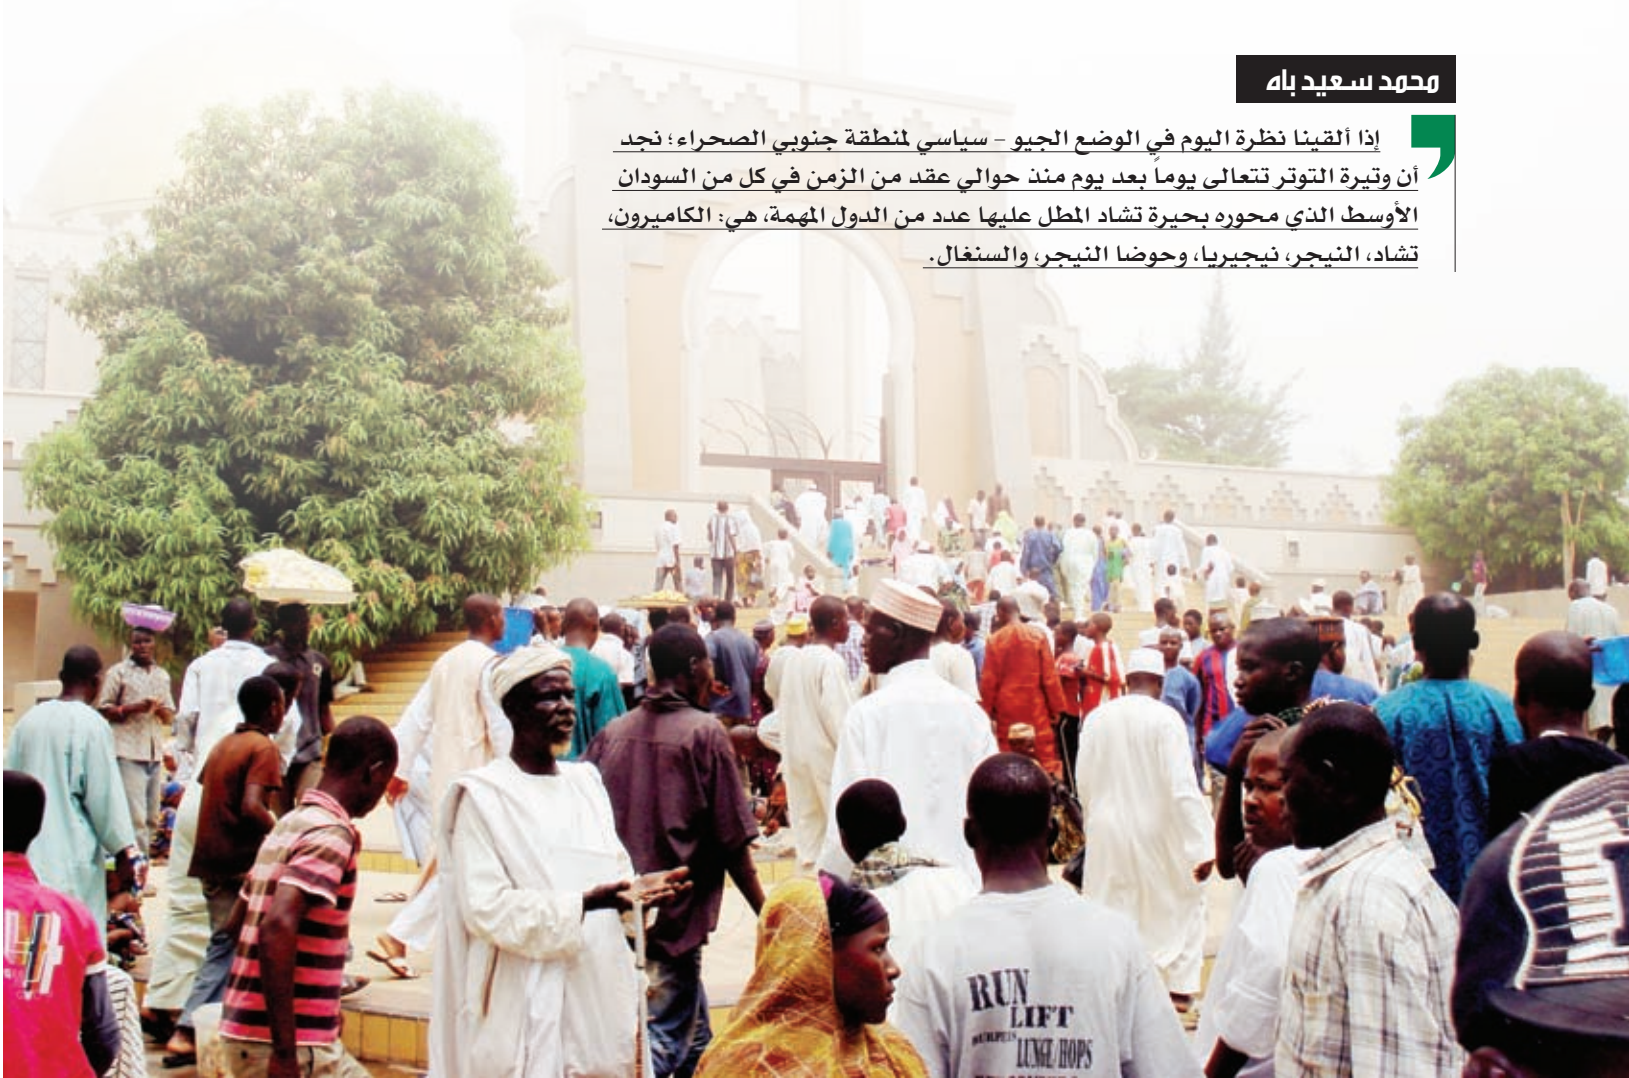 محمد سعيد باه
إذا ألقينا نظرة اليوم في الوضع الجيو – سياسي لمنطقة جنوبي الصحراء؛ نجد
أن وتيرة التوتر تتعالى يوماً بعد يوم منذ حوالي عقد من الزمن في كل من السودان
الأوسط الذي محوره بحيرة تشاد المطل عليها عدد من الدول المهمة، هي: الكاميرون،
تشاد، النيجر، نيجيريا، وحوضا النيجر، والسنغال.
RUN
LIFT
LUNGE/HOPS